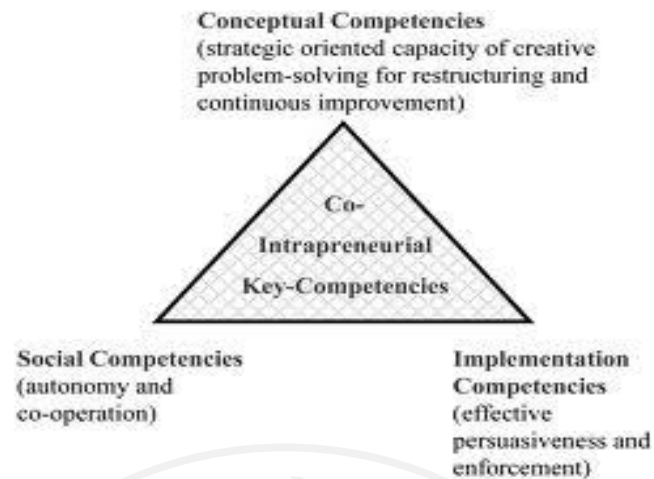 Conceptual Competencies
(strategic oriented capacity of creative
problem-solving for restructuring and
continuous improvement)
Co-
Intrapreneurial
Key-Competencies
Social Competencies
(autonomy and
co-operation)
Implementation
Competencies
(effective
persuasiveness and
enforcement)